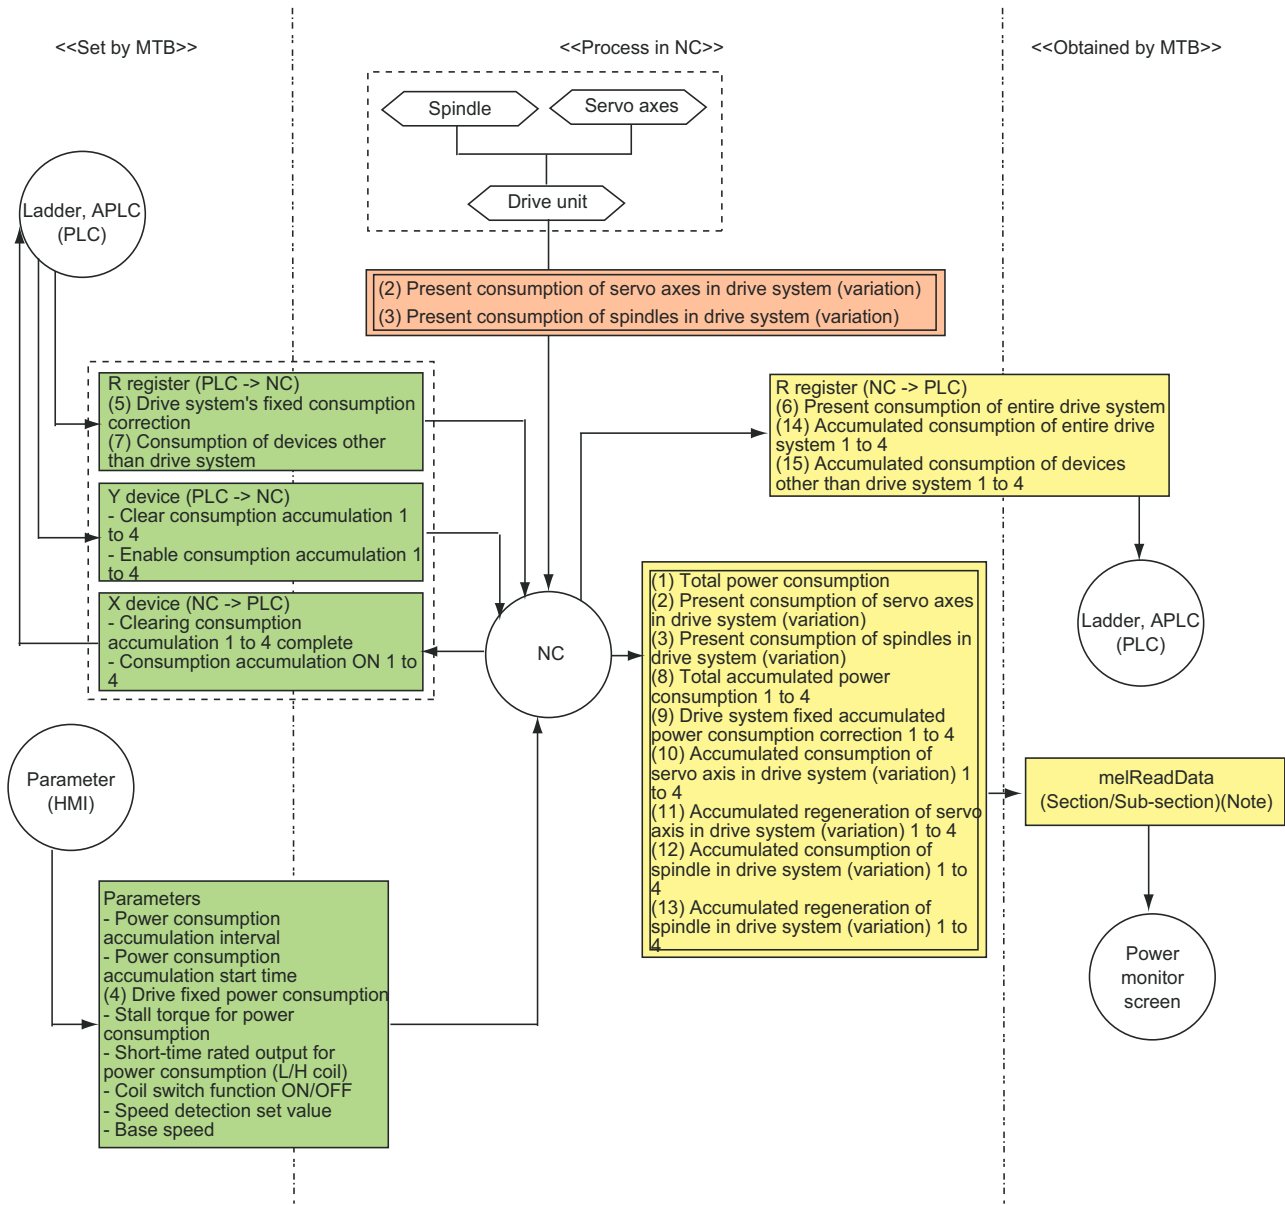 <<Set by MTB>>
<<Process in NC>>
<<Obtained by MTB>>
Spindle
Servo axes
Drive unit
Ladder, APLC
(PLC)
(2) Present consumption of servo axes in drive system (variation)
(3) Present consumption of spindles in drive system (variation)
R register (PLC -> NC)
(5) Drive system's fixed consumption
correction
(7) Consumption of devices other
than drive system
Y device (PLC -> NC)
- Clear consumption accumulation 1
to 4
- Enable consumption accumulation 1
to 4
X device (NC -> PLC)
- Clearing consumption
accumulation 1 to 4 complete
- Consumption accumulation ON 1 to
4
NC
R register (NC -> PLC)
(6) Present consumption of entire drive system
(14) Accumulated consumption of entire drive
system 1 to 4
(15) Accumulated consumption of devices
other than drive system 1 to 4
Ladder, APLC
(PLC)
(1) Total power consumption
(2) Present consumption of servo axes
in drive system (variation)
(3) Present consumption of spindles in
drive system (variation)
(8) Total accumulated power
consumption 1 to 4
(9) Drive system fixed accumulated
power consumption correction 1 to 4
(10) Accumulated consumption of
servo axis in drive system (variation) 1
to 4
(11) Accumulated regeneration of servo
axis in drive system (variation) 1 to 4
(12) Accumulated consumption of
spindle in drive system (variation) 1 to
4
(13) Accumulated regeneration of
spindle in drive system (variation) 1 to
4
melReadData
(Section/Sub-section)(Note)
Power
monitor
screen
Parameter
(HMI)
Parameters
- Power consumption
accumulation interval
- Power consumption
accumulation start time
(4) Drive fixed power consumption
- Stall torque for power
consumption
- Short-time rated output for
power consumption (L/H coil)
- Coil switch function ON/OFF
- Speed detection set value
- Base speed